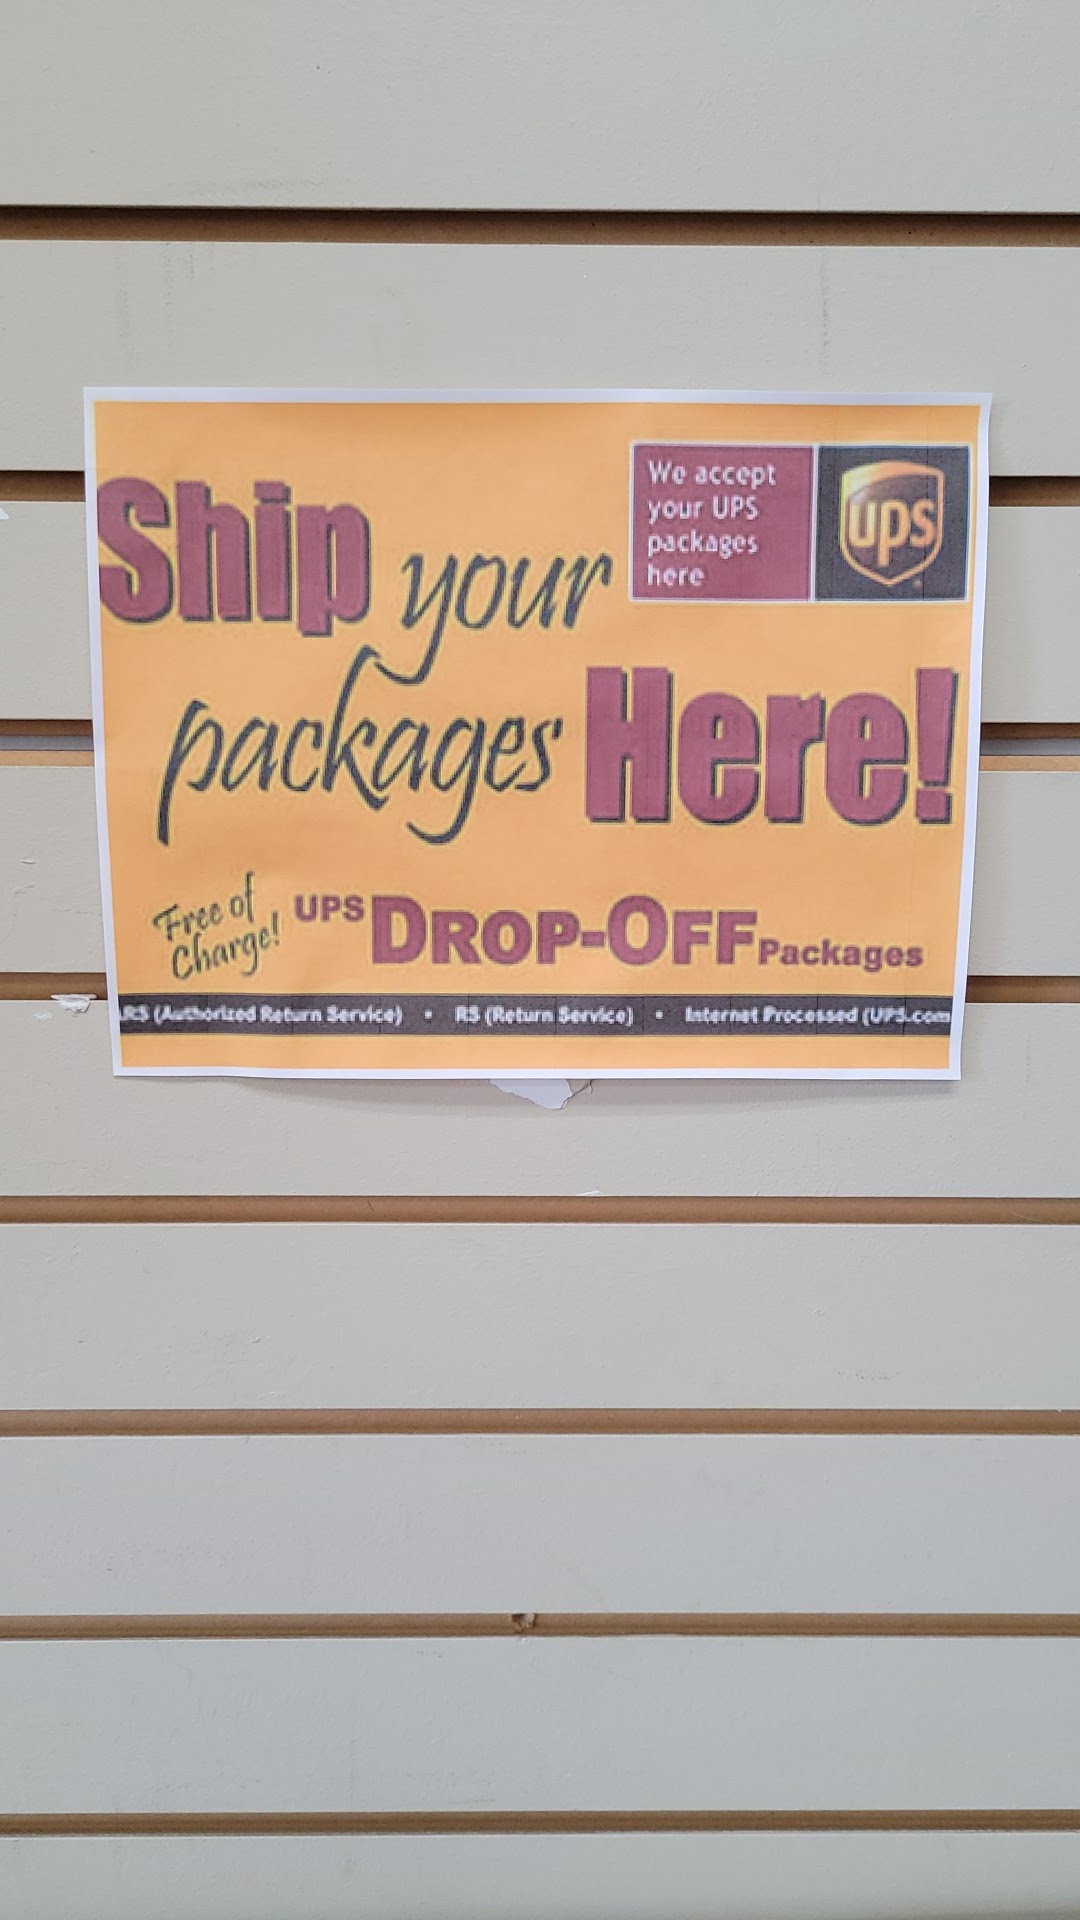 Ship your
We accept
your UPS
packages
here
ups
packages Here!
Free of
Charge!
UPS DROP-OFF Packages
ARS (Authorized Return Service) • RS (Return Service) • Internet Processed (UPS.com